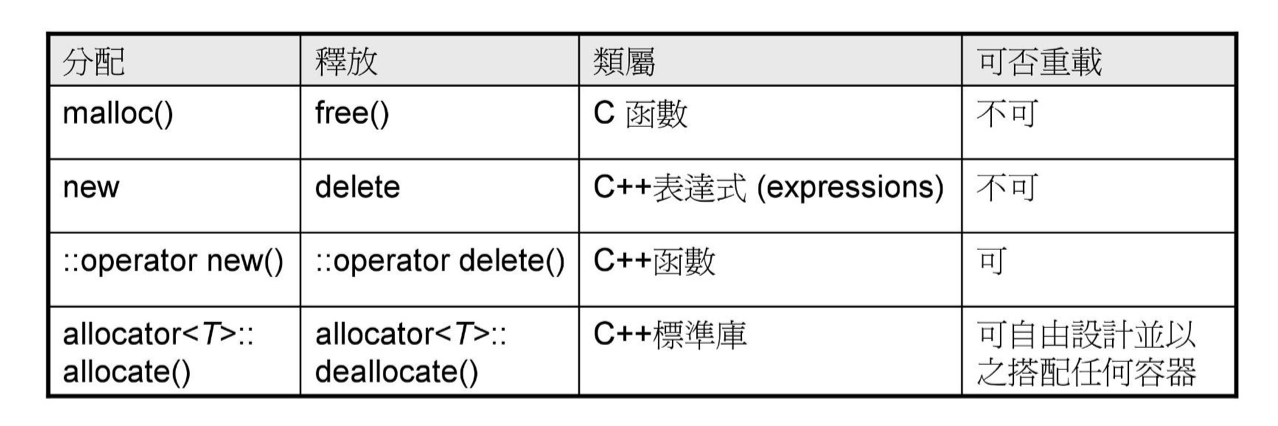 分配 釋放 類屬 可否重載
malloc() free() C 函數 不可
new delete C++表達式 (expressions) 不可
::operator new() ::operator delete() C++函數 可
allocator<T>:: allocator<T>:: C++標準庫 可自由設計並以
allocate() deallocate() 之搭配任何容器